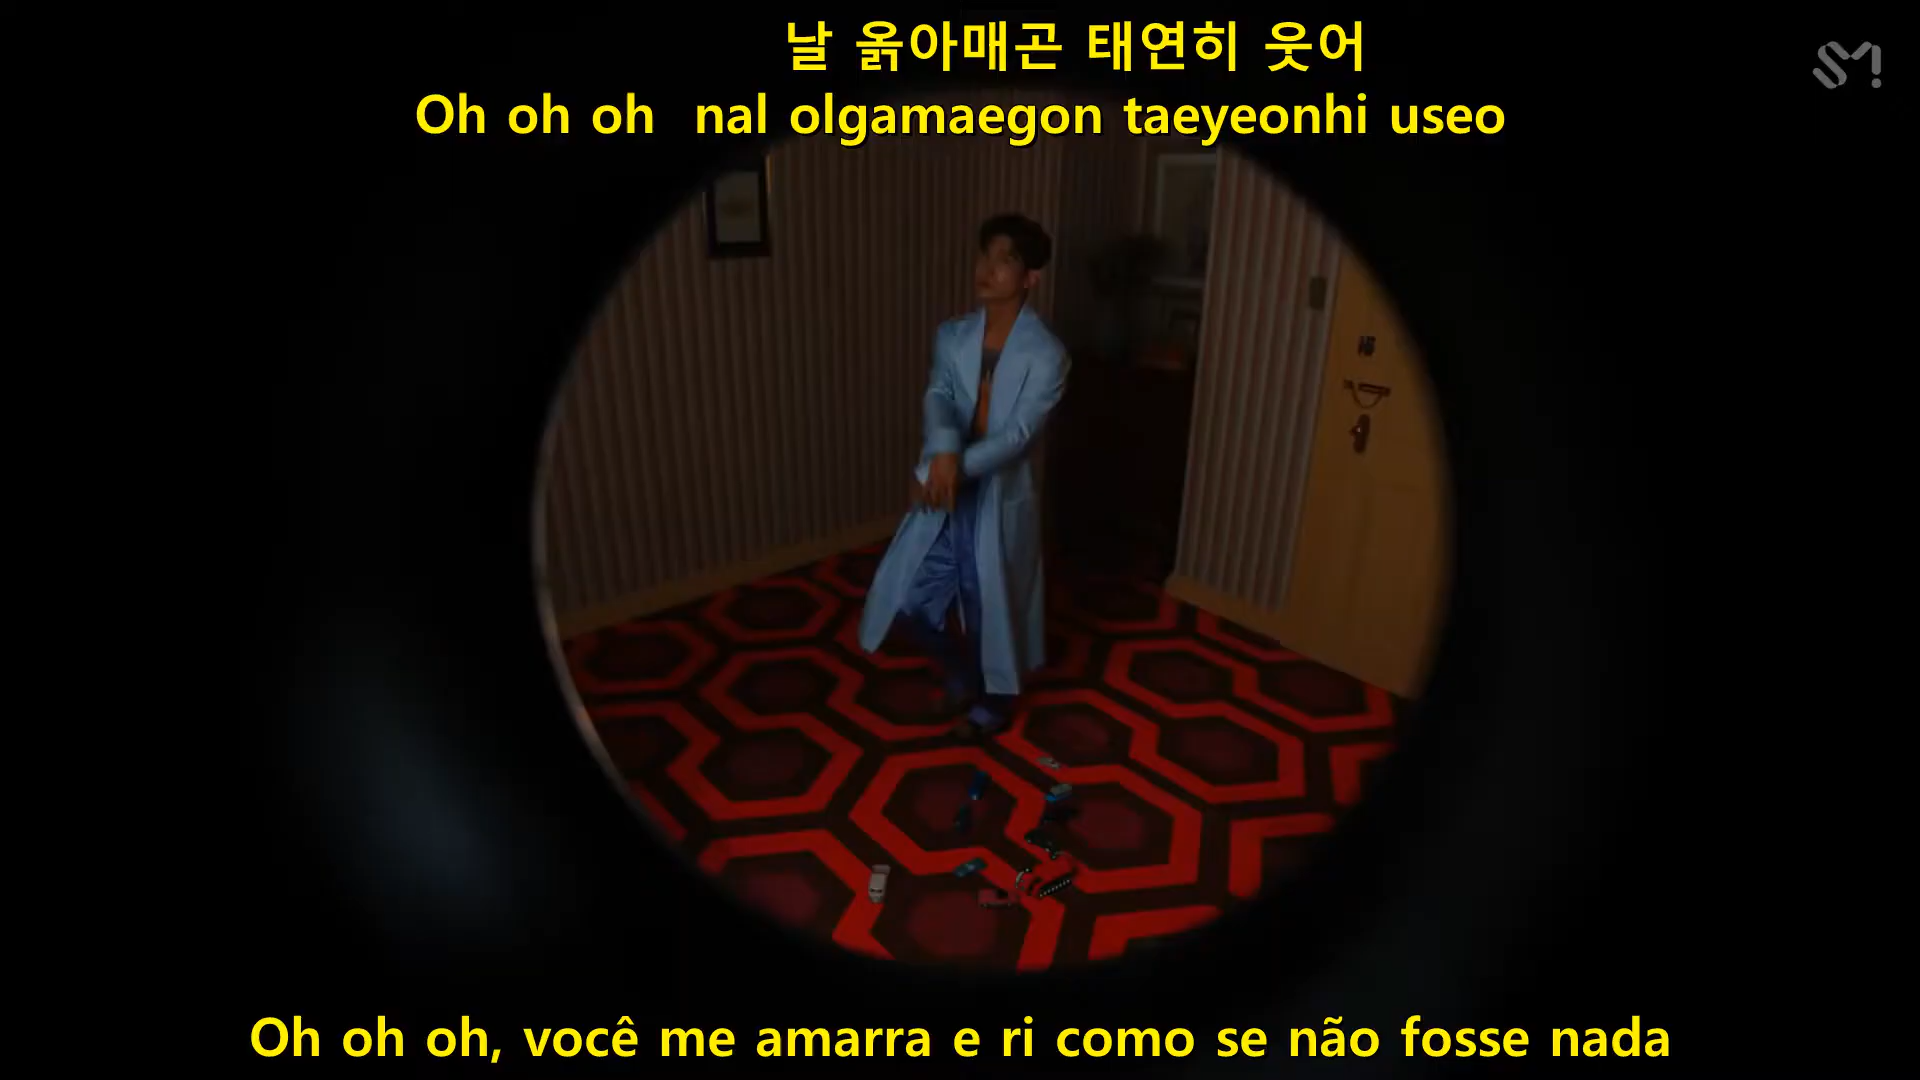 날 옭아매곤 태연히 웃어
SM!
Oh oh oh nal olgamaegon taeyeonhi useo
Oh oh oh, você me amarra e ri como se não fosse nada